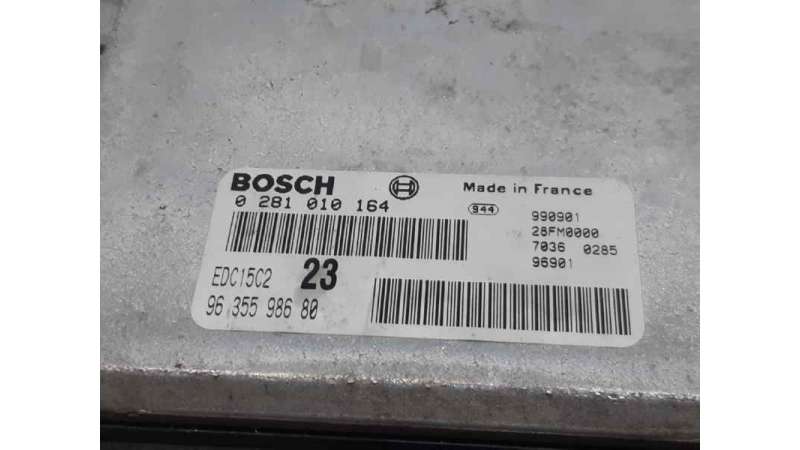 BOSCH Made in France
0 281 010 164 944 990901
28FM0000
7036 0285
EDC15C2 23 96901
96 355 986 80